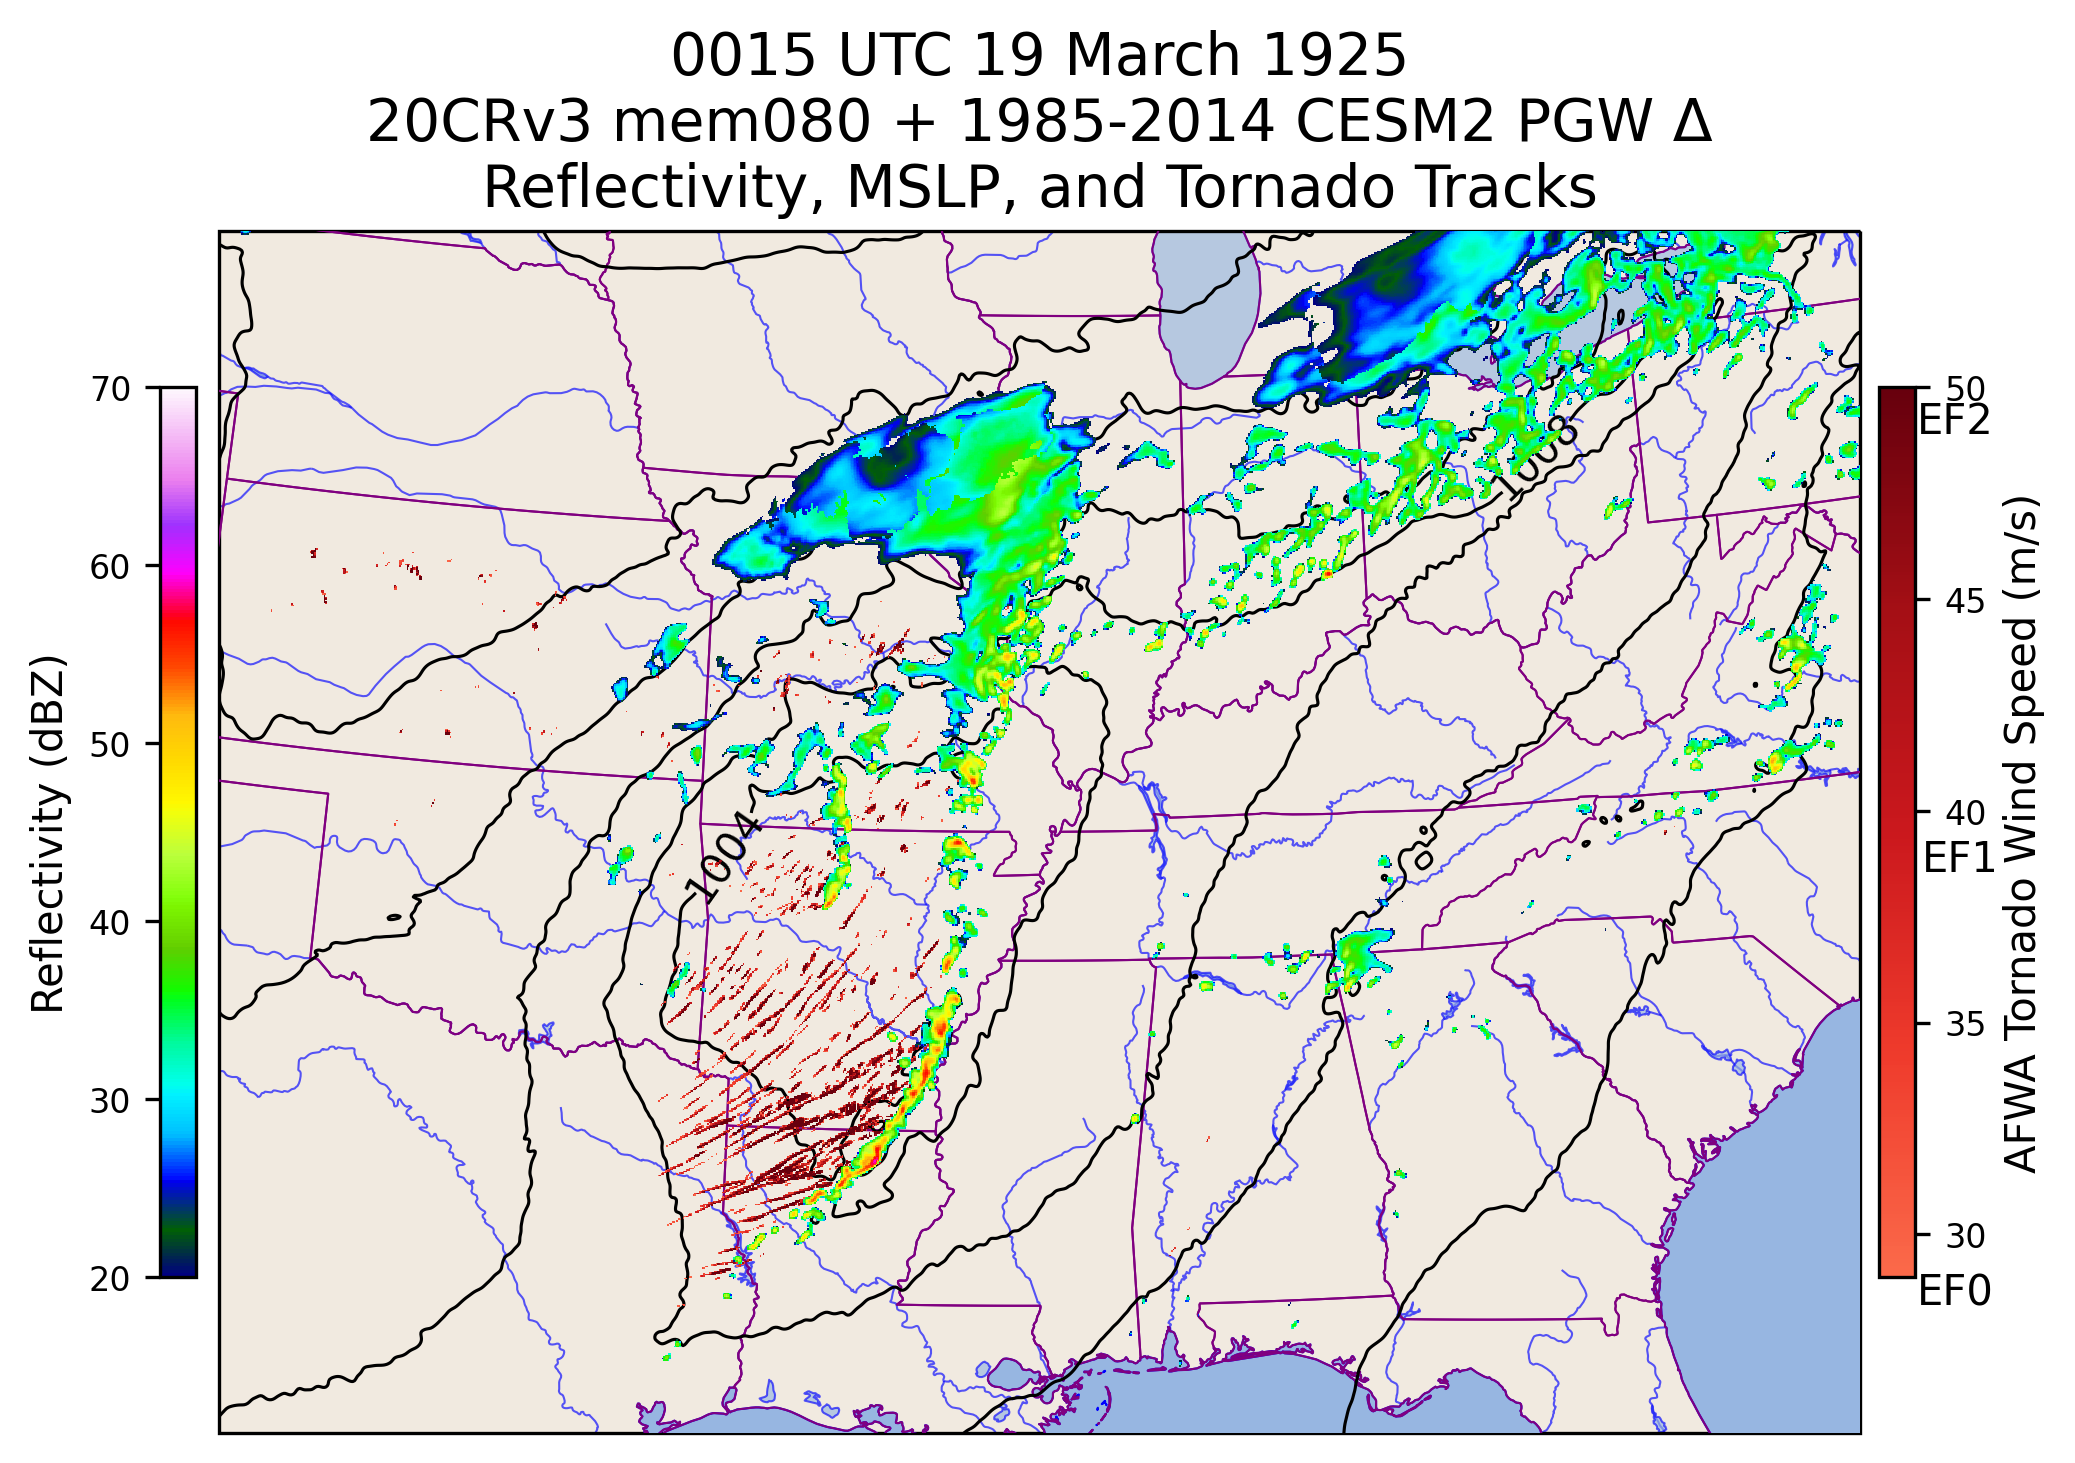 0015 UTC 19 March 1925
20CRv3 mem080 + 1985-2014 CESM2 PGW Δ
Reflectivity, MSLP, and Tornado Tracks
Reflectivity (dBZ)
70
60
50
40
30
20
1008
1004
50
EF2
45
40
EF1
35
30
EF0
AFWA Tornado Wind Speed (m/s)